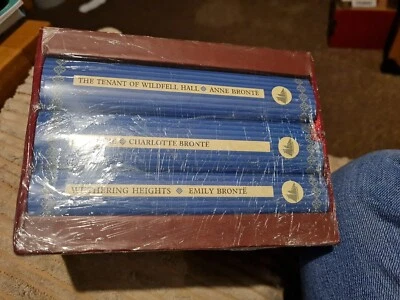 THE TENANT OF WILDFELL HALL ANNE BRONTË
CHARLOTTE BRONTË
WUTHERING HEIGHTS EMILY BRONTË